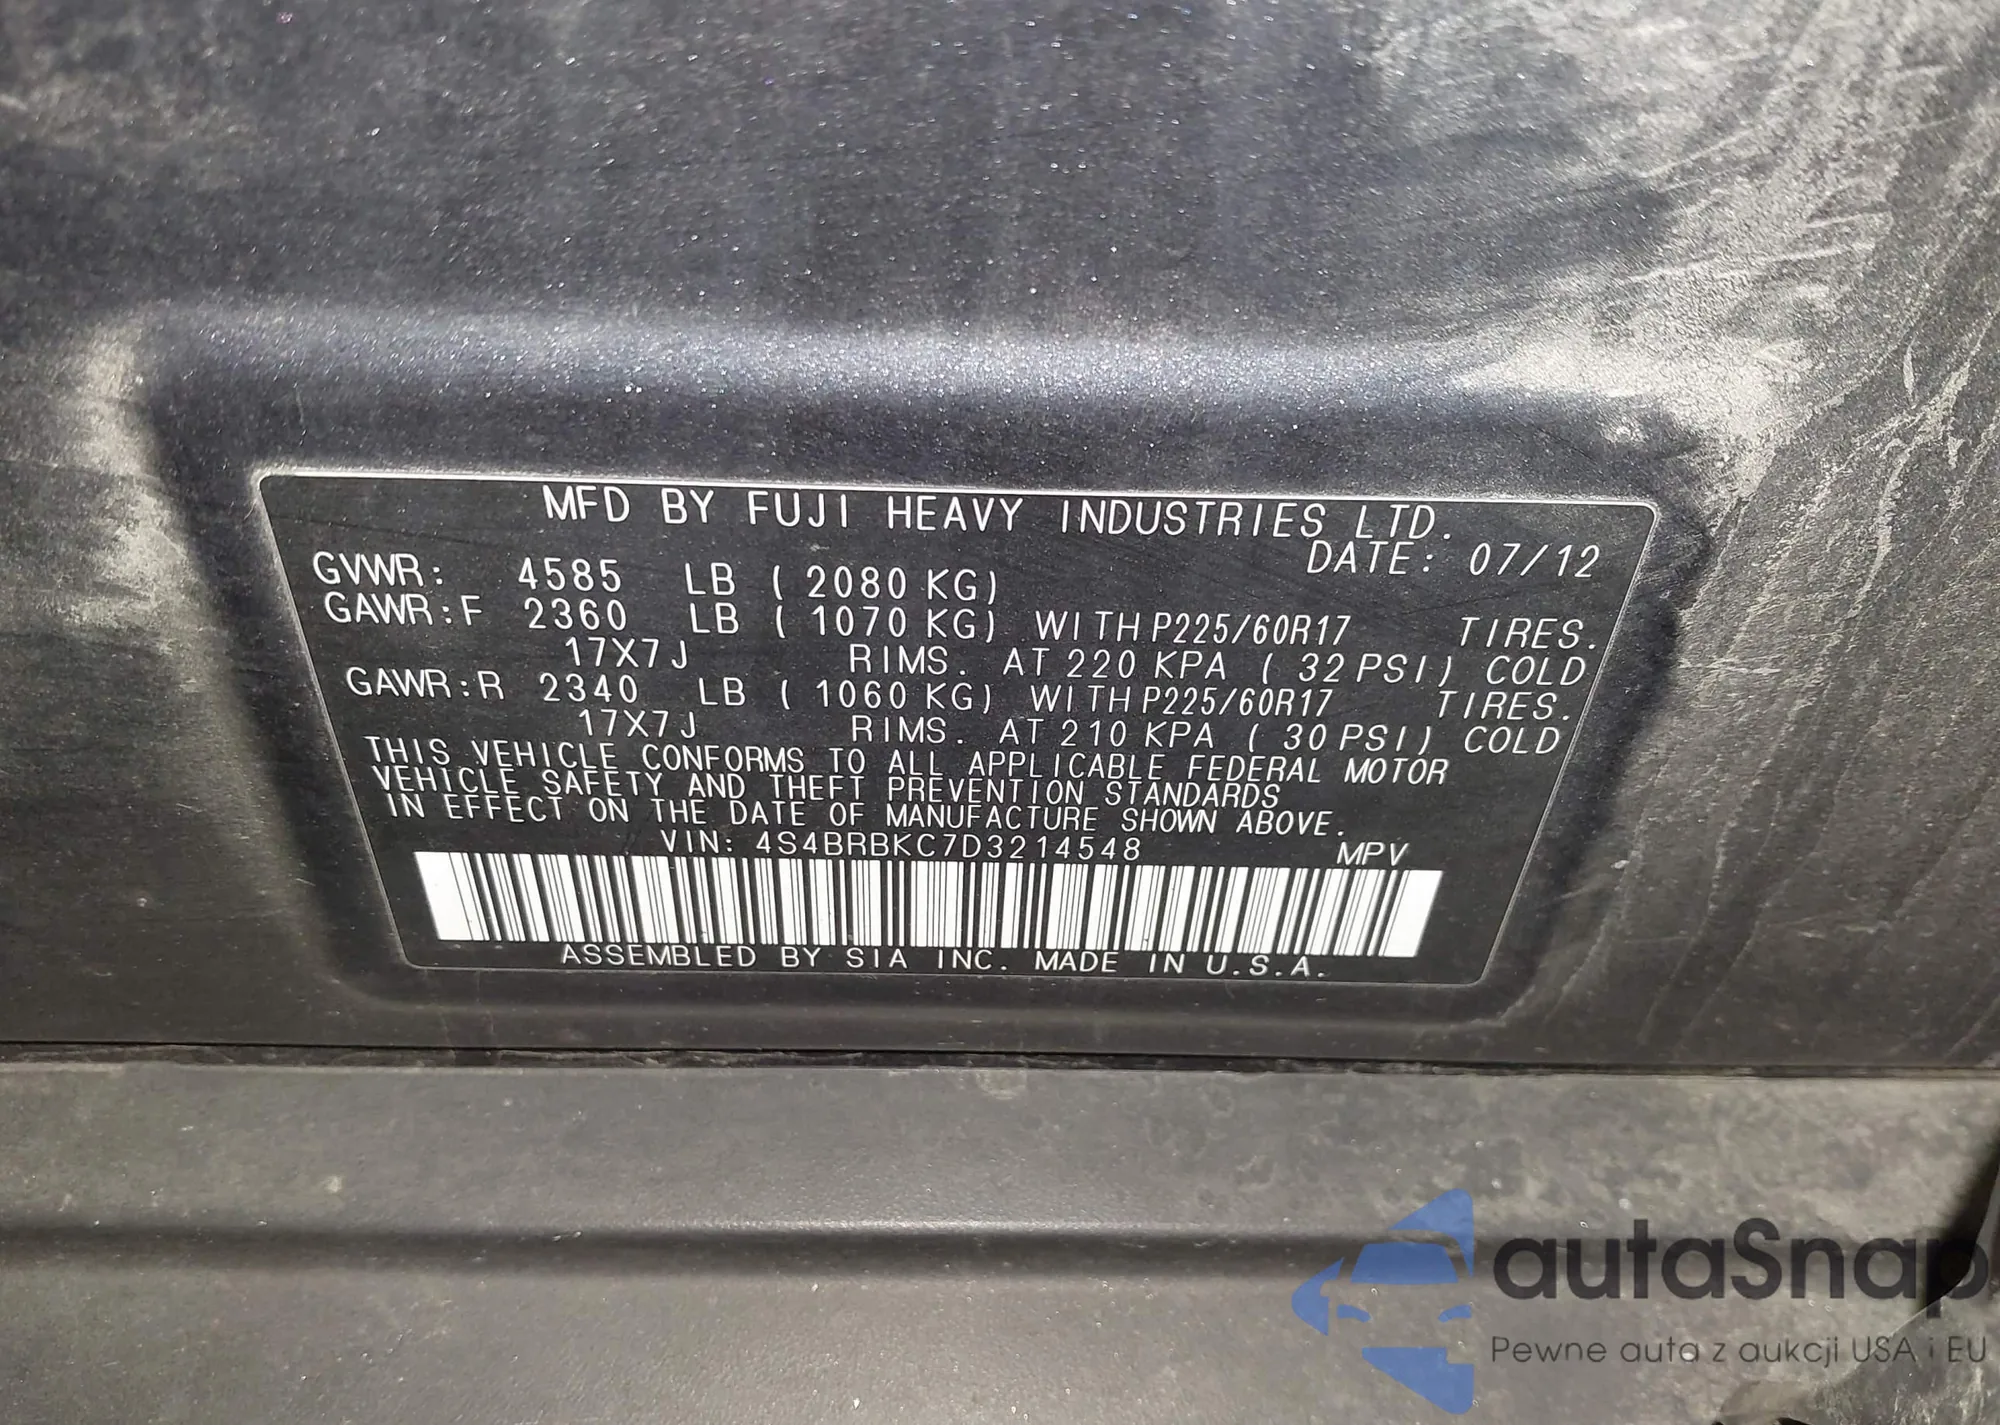 MFD BY FUJI HEAVY INDUSTRIES LTD.
DATE: 07/12
GVWR: 4585 LB ( 2080 KG)
GAWR:F 2360 LB ( 1070 KG) WITH P225/60R17 TIRES.
17X7J RIMS. AT 220 KPA ( 32 PSI) COLD
GAWR:R 2340 LB ( 1060 KG) WITH P225/60R17 TIRES.
17X7J RIMS. AT 210 KPA ( 30 PSI) COLD
THIS VEHICLE CONFORMS TO ALL APPLICABLE FEDERAL MOTOR
VEHICLE SAFETY AND THEFT PREVENTION STANDARDS
IN EFFECT ON THE DATE OF MANUFACTURE SHOWN ABOVE.
VIN: 4S4BRBKC7D3214548 MPV
ASSEMBLED BY SIA INC. MADE IN U.S.A.
autaSnap
Pewne auta z aukcji USA i EU